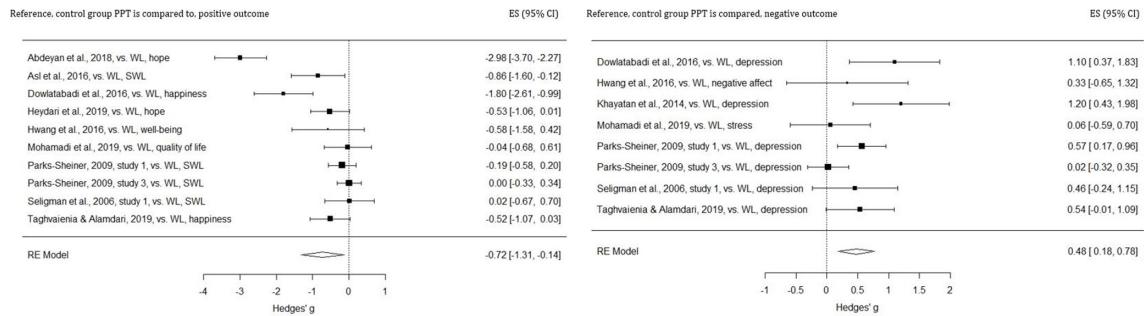 Reference, control group PPT is compared to, positive outcome ES (95% CI)
Abdeyan et al., 2018, vs. WL, hope -2.98 [-3.70, -2.27]
Asl et al., 2016, vs. WL, SWL -0.86 [-1.60, -0.12]
Dowlatabadi et al., 2016, vs. WL, happiness -1.80 [-2.61, -0.99]
Heydari et al., 2019, vs. WL, hope -0.53 [-1.06, 0.01]
Hwang et al., 2016, vs. WL, well-being -0.58 [-1.58, 0.42]
Mohamadi et al., 2019, vs. WL, quality of life -0.04 [-0.68, 0.61]
Parks-Sheiner, 2009, study 1, vs. WL, SWL -0.19 [-0.58, 0.20]
Parks-Sheiner, 2009, study 3, vs. WL, SWL 0.00 [-0.33, 0.34]
Seligman et al., 2006, study 1, vs. WL, SWL 0.02 [-0.67, 0.70]
Taghvaienia & Alamdari, 2019, vs. WL, happiness -0.52 [-1.07, 0.03]
RE Model -0.72 [-1.31, -0.14]
-4 -3 -2 -1 0 1
Hedges' g
Reference, control group PPT is compared, negative outcome ES (95% CI)
Dowlatabadi et al., 2016, vs. WL, depression 1.10 [0.37, 1.83]
Hwang et al., 2016, vs. WL, negative affect 0.33 [-0.65, 1.32]
Khayatan et al., 2014, vs. WL, depression 1.20 [0.43, 1.98]
Mohamadi et al., 2019, vs. WL, stress 0.06 [-0.59, 0.70]
Parks-Sheiner, 2009, study 1, vs. WL, depression 0.57 [0.17, 0.96]
Parks-Sheiner, 2009, study 3, vs. WL, depression 0.02 [-0.32, 0.35]
Seligman et al., 2006, study 1, vs. WL, depression 0.46 [-0.24, 1.15]
Taghvaienia & Alamdari, 2019, vs. WL, depression 0.54 [-0.01, 1.09]
RE Model 0.48 [ 0.18, 0.78]
-1 -0.5 0 0.5 1 1.5 2
Hedges' g